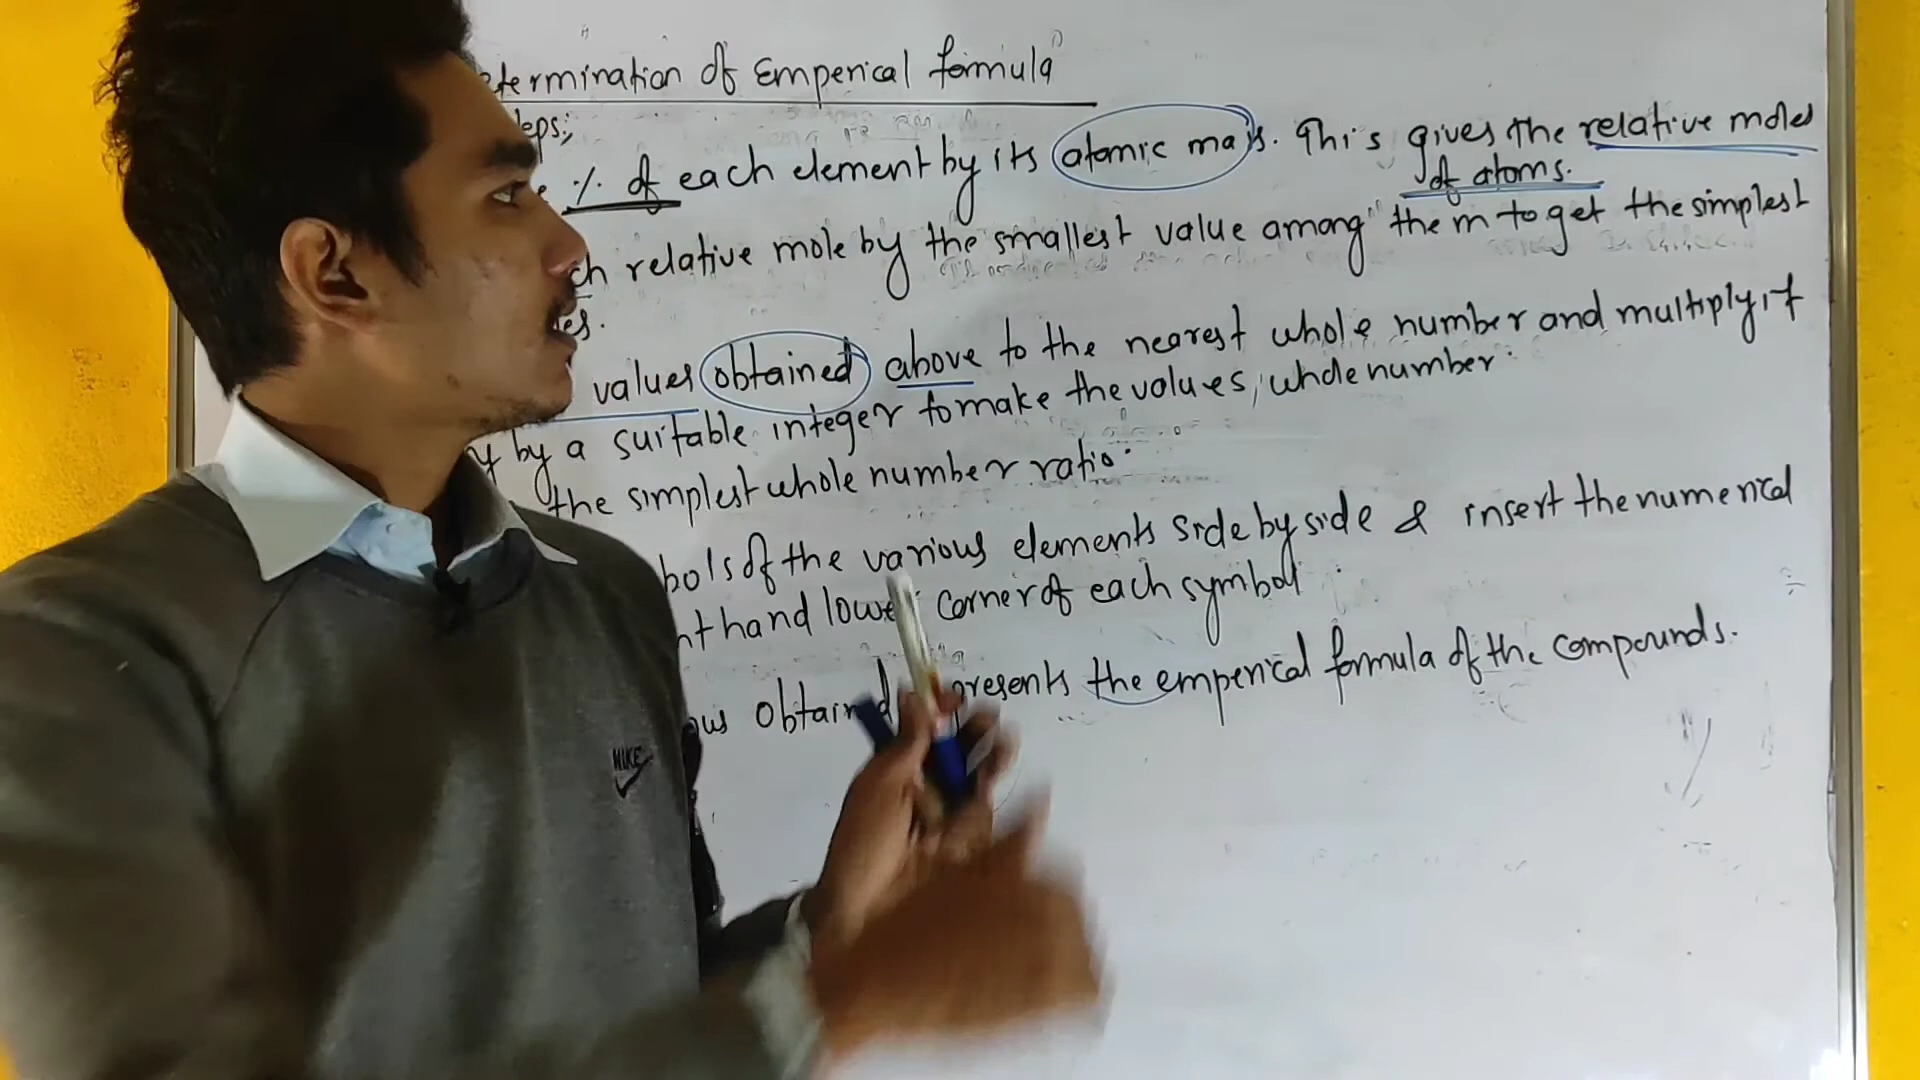 termination of Emperical formula
eps;
% of each element by its atomic mass. This gives the relative moles
of atoms.
ch relative mole by the smallest value among them to get the simplest
es.
values obtained above to the nearest whole number and multiply it
y by a suitable integer to make the values, whole number.
the simplest whole number ratio.
bols of the various elements side by side & insert the numerical
ht hand lower corner of each symbol.
ous obtained presents the emperical formula of the compounds.
NIKE